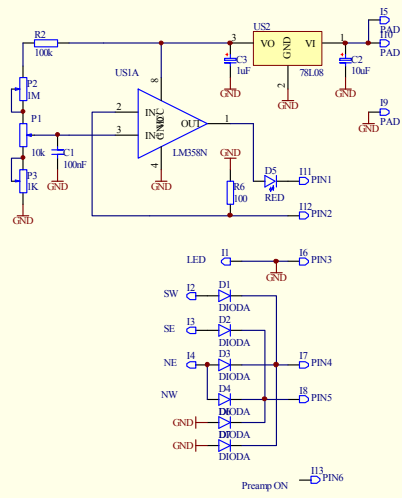 I5
PAD
I10
PAD
US2
3 VO GND VI 1
78L08
2
GND
C3
1uF
GND
C2
10uF
GND
I9
PAD
GND
R2
100k
P2
1M
P1
10k
P3
1K
GND
C1
100nF
GND
US1A
8
2 IN-
3 IN+
OUT 1
4
LM358N
GND
GND
R6
100
D5
RED
I11
PIN1
I12
PIN2
LED I1
I6
PIN3
GND
SW I2 D1
DIODA
SE I3 D2
DIODA
NE I4 D3
DIODA
I7
PIN4
NW D4
DIODA
I8
PIN5
GND D6
DIODA
GND D7
DIODA
Preamp ON
I13
PIN6